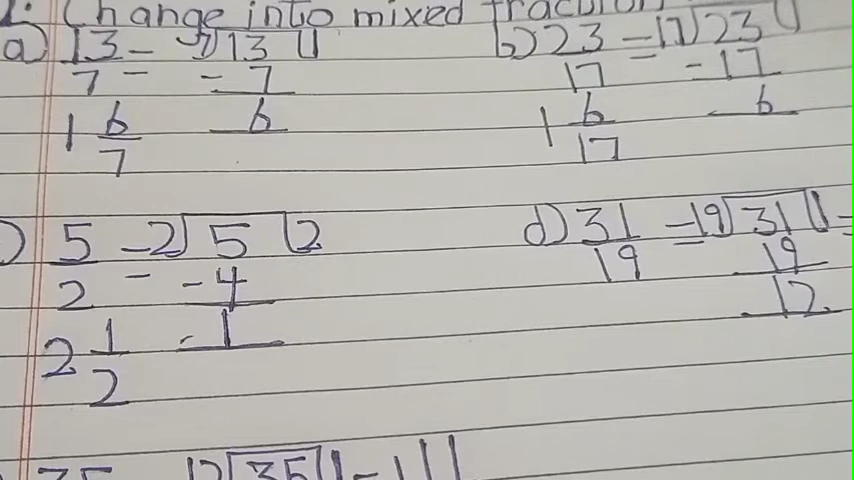 Change into mixed fraction
a) 13/7 = 7)13(1
- 7
6
1 6/7
b) 23/17 = 17)23(
- 17
6
1 6/17
) 5/2 = 2)5(2
- 4
1
2 1/2
d) 31/19 = 19)31(1 =
19
12
35(1